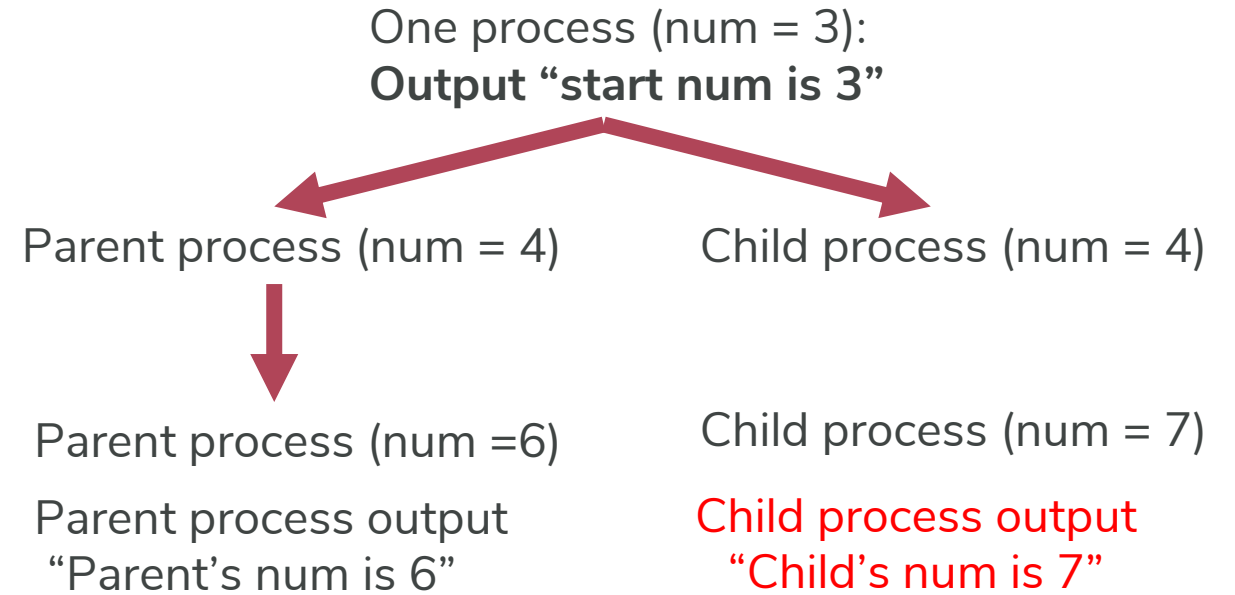 One process (num = 3):
Output “start num is 3”
Parent process (num = 4)
Child process (num = 4)
Parent process (num =6)
Child process (num = 7)
Parent process output
“Parent’s num is 6”
Child process output
“Child’s num is 7”